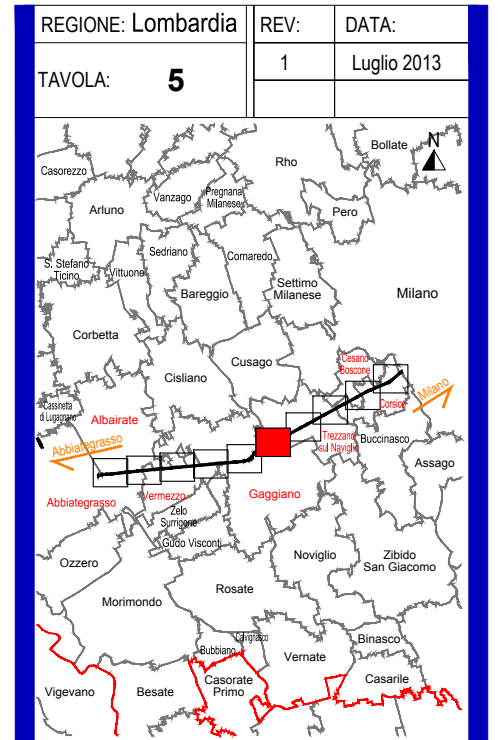 REGIONE: Lombardia REV: DATA:
TAVOLA: 5 1 Luglio 2013
Bollate N
Rho
Casorezzo
Vanzago
Pregnana
Milanese
Arluno
Pero
Sedriano
Cornaredo
S. Stefano
Ticino
Vittuone
Settimo
Milanese
Bareggio
Milano
Corbetta
Cusago
Cesano
Boscone
Cisliano
Milano
Cassinetta
di Lugagnano
Corsico
Albairate
Trezzano
sul Naviglio
Buccinasco
Abbiategrasso
Assago
Abbiategrasso
Vermezzo
Gaggiano
Zelo
Surrigone
Gudo Visconti
Noviglio
Zibido
San Giacomo
Ozzero
Rosate
Morimondo
Calvignasco
Binasco
Bubbiano
Vernate
Casorate
Primo
Casarile
Vigevano
Besate